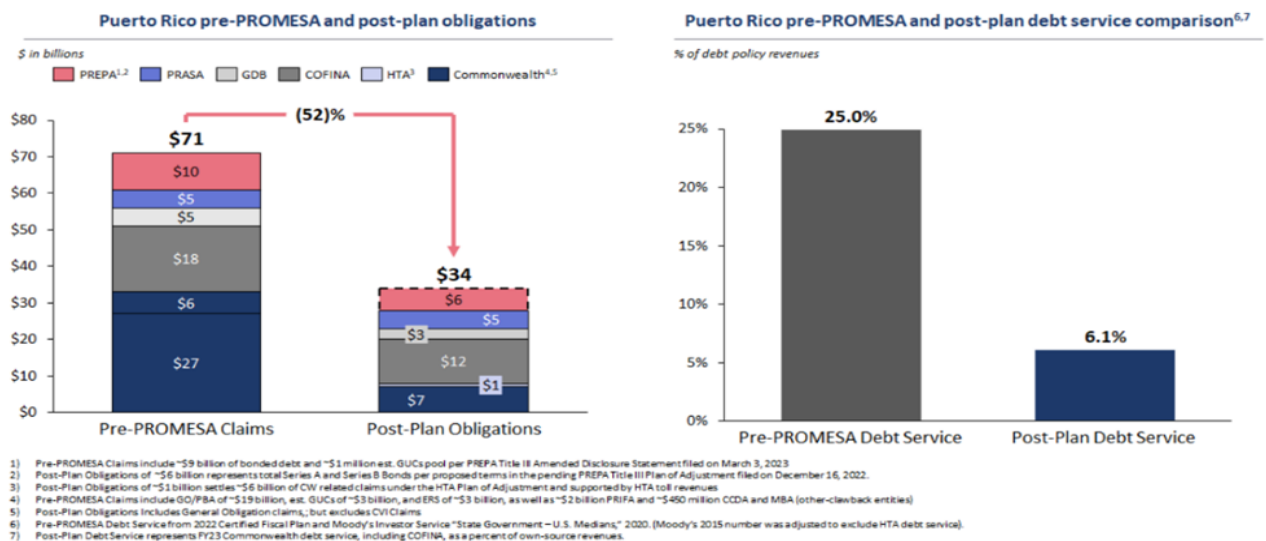 Puerto Rico pre-PROMESA and post-plan obligations
$ in billions
PREPA1,2 PRASA GDB COFINA HTA3 Commonwealth4,5
(52)%
$80
$70
$60
$50
$40
$30
$20
$10
$0
$71
$10
$5
$5
$18
$6
$27
$34
$6
$5
$3
$12
$1
$7
Pre-PROMESA Claims Post-Plan Obligations
Puerto Rico pre-PROMESA and post-plan debt service comparison6,7
% of debt policy revenues
25%
20%
15%
10%
5%
0%
25.0%
6.1%
Pre-PROMESA Debt Service Post-Plan Debt Service
1) Pre-PROMESA Claims include ~$9 billion of bonded debt and ~$1 million est. GUCs pool per PREPA Title III Amended Disclosure Statement filed on March 3, 2023
2) Post-Plan Obligations of ~$6 billion represents total Series A and Series B Bonds per proposed terms in the pending PREPA Title III Plan of Adjustment filed on December 16, 2022.
3) Post-Plan Obligations of ~$1 billion settles ~$6 billion of CW related claims under the HTA Plan of Adjustment and supported by HTA toll revenues
4) Pre-PROMESA Claims include GO/PBA of ~$19 billion, est. GUCs of ~$3 billion, and ERS of ~$3 billion, as well as ~$2 billion PRIFA and ~$450 million CCDA and MBA (other-clawback entities)
5) Post-Plan Obligations Includes General Obligation claims,; but excludes CVI Claims
6) Pre-PROMESA Debt Service from 2022 Certified Fiscal Plan and Moody's Investor Service "State Government – U.S. Medians," 2020. (Moody's 2015 number was adjusted to exclude HTA debt service).
7) Post-Plan Debt Service represents FY23 Commonwealth debt service, including COFINA, as a percent of own-source revenues.